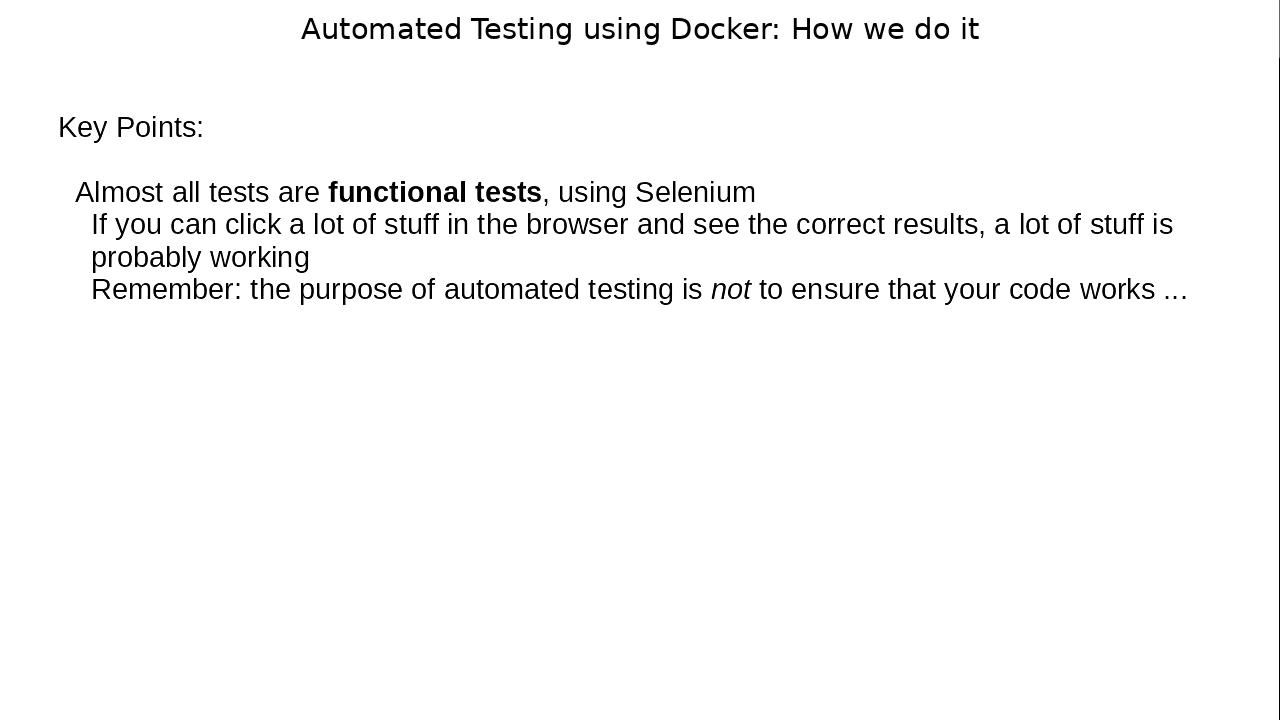 Automated Testing using Docker: How we do it
Key Points:
Almost all tests are functional tests, using Selenium
If you can click a lot of stuff in the browser and see the correct results, a lot of stuff is
probably working
Remember: the purpose of automated testing is not to ensure that your code works ...